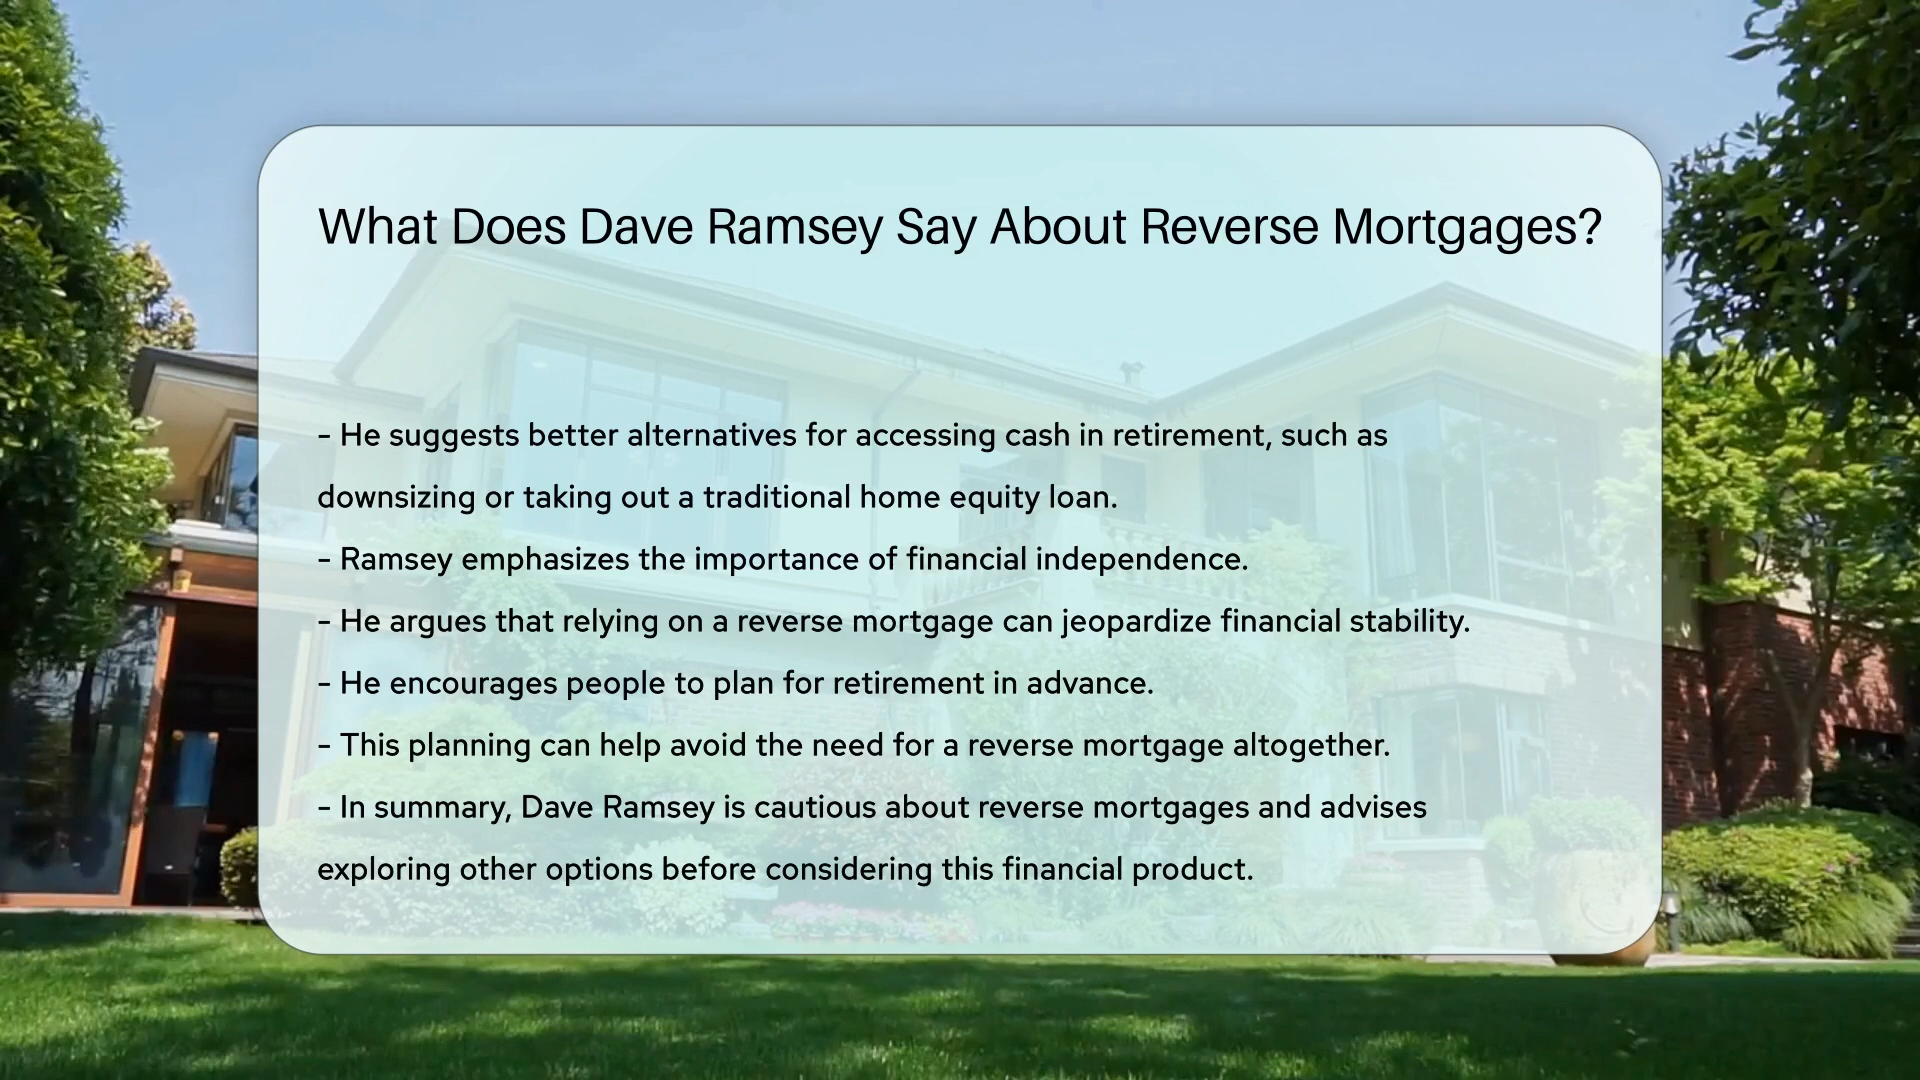 What Does Dave Ramsey Say About Reverse Mortgages?
- He suggests better alternatives for accessing cash in retirement, such as
downsizing or taking out a traditional home equity loan.
- Ramsey emphasizes the importance of financial independence.
- He argues that relying on a reverse mortgage can jeopardize financial stability.
- He encourages people to plan for retirement in advance.
- This planning can help avoid the need for a reverse mortgage altogether.
- In summary, Dave Ramsey is cautious about reverse mortgages and advises
exploring other options before considering this financial product.